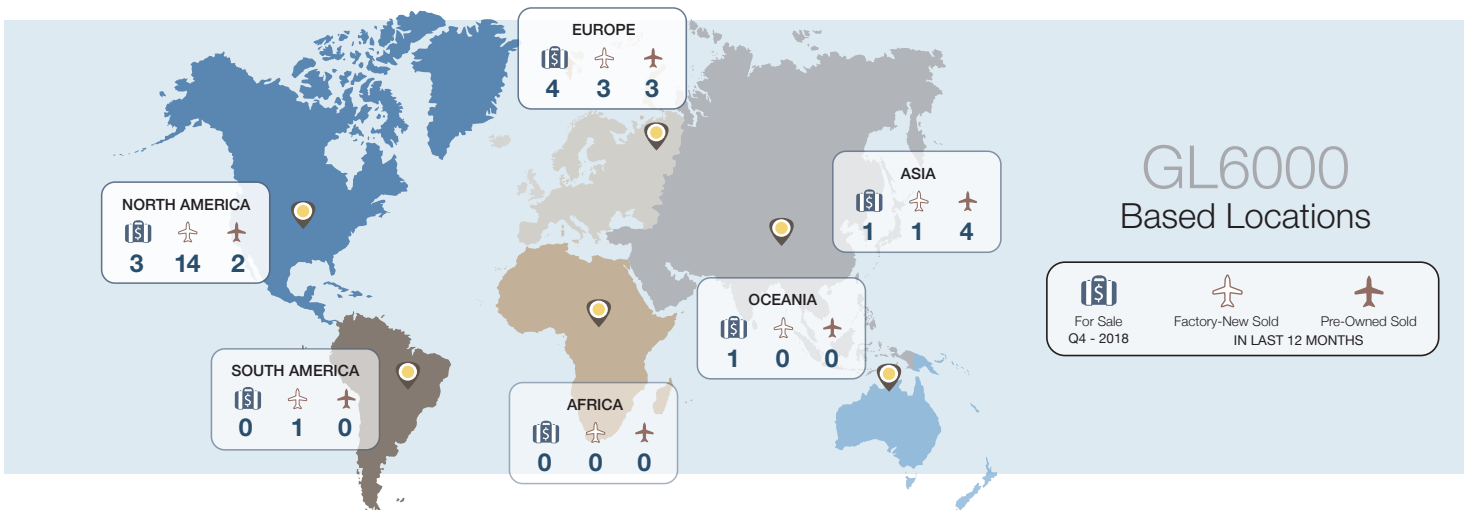 EUROPE
4 3 3
NORTH AMERICA
3 14 2
ASIA
1 1 4
OCEANIA
1 0 0
SOUTH AMERICA
0 1 0
AFRICA
0 0 0
GL6000
Based Locations
For Sale
Q4 - 2018
Factory-New Sold Pre-Owned Sold
IN LAST 12 MONTHS